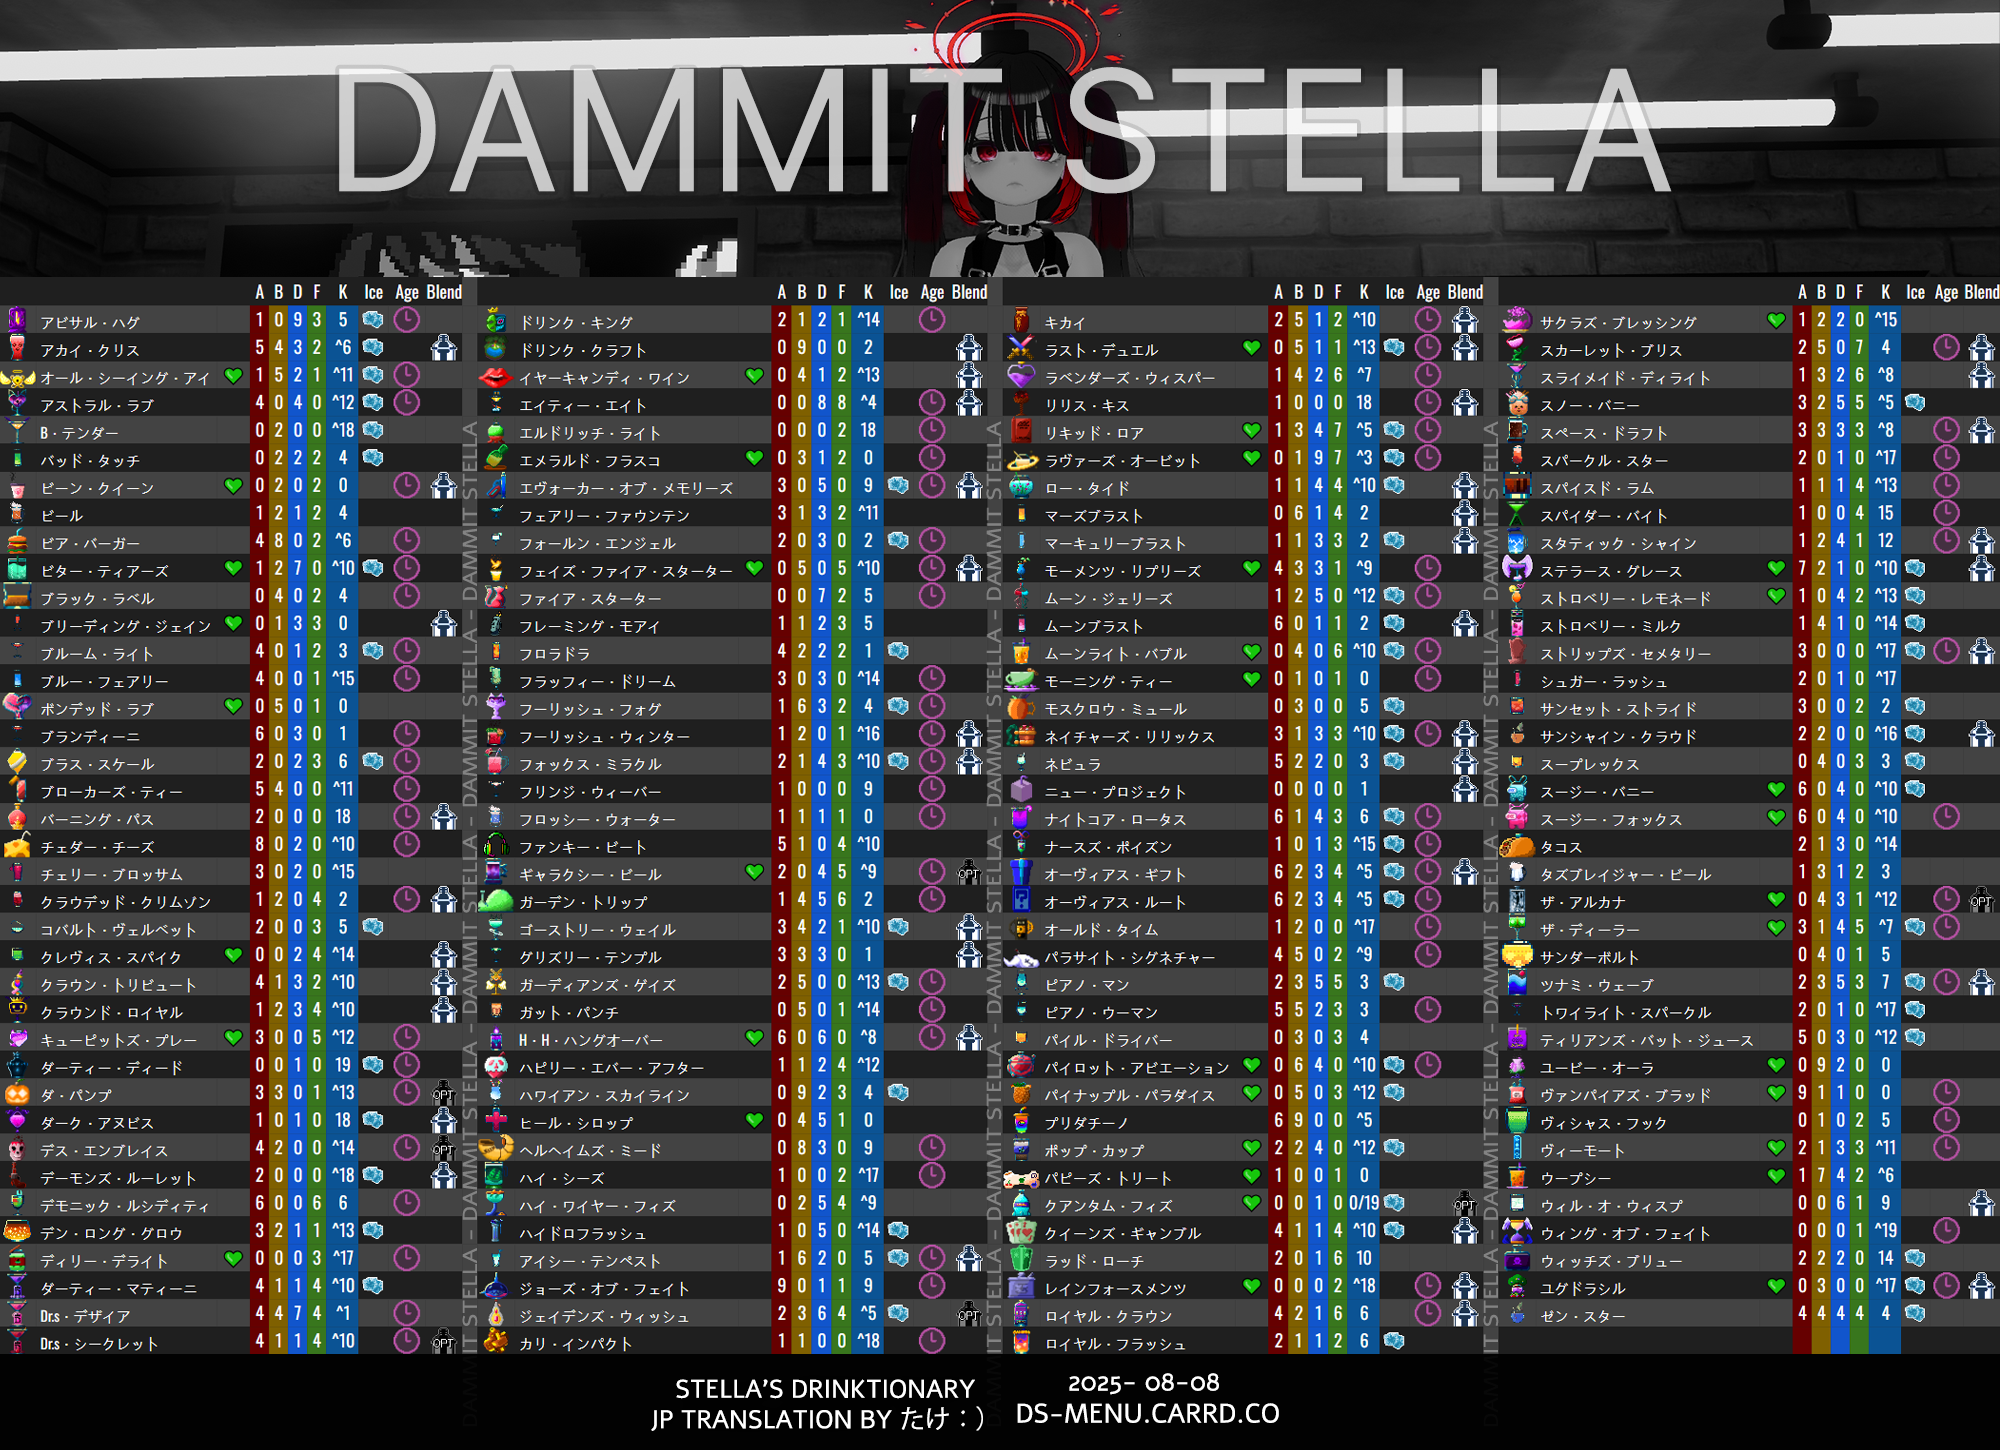 DAMMIT STELLA
A B D F K Ice Age Blend
アビサル・ハグ 1 0 9 3 5
アカイ・クリス 5 4 3 2 ^6
オール・シーイング・アイ 1 5 2 1 ^11
アストラル・ラブ 4 0 4 0 ^12
B・テンダー 0 2 0 0 ^18
バッド・タッチ 0 2 2 2 4
ビーン・クイーン 0 2 0 2 0
ビール 1 2 1 2 4
ビア・バーガー 4 8 0 2 ^6
ビター・ティアーズ 1 2 7 0 ^10
ブラック・ラベル 0 4 0 2 4
ブリーディング・ジェイン 0 1 3 3 0
ブルーム・ライト 4 0 1 2 3
ブルー・フェアリー 4 0 0 1 ^15
ボンデッド・ラブ 0 5 0 1 0
ブランディーニ 6 0 3 0 1
ブラス・スケール 2 0 2 3 6
ブローカーズ・ティー 5 4 0 0 ^11
バーニング・パス 2 0 0 0 18
チェダー・チーズ 8 0 2 0 ^10
チェリー・ブロッサム 3 0 2 0 ^15
クラウデッド・クリムゾン 1 2 0 4 2
コバルト・ヴェルベット 2 0 0 3 5
クレヴィス・スパイク 0 0 2 4 ^14
クラウン・トリビュート 4 1 3 2 ^10
クラウンド・ロイヤル 1 2 3 4 ^10
キューピットズ・プレー 3 0 0 5 ^12
ダーティー・ディード 0 0 1 0 19
ダ・パンプ 3 3 0 1 ^13 OPT
ダーク・アヌビス 1 0 1 0 18
デス・エンブレイス 4 2 0 0 ^14 OPT
デーモンズ・ルーレット 2 0 0 0 ^18
デモニック・ルシディティ 6 0 0 6 6
デン・ロング・グロウ 3 2 1 1 ^13
ディリー・デライト 0 0 0 3 ^17
ダーティー・マティーニ 4 1 1 4 ^10
Dr.s・デザイア 4 4 7 4 ^1
Dr.s・シークレット 4 1 1 4 ^10 OPT
A B D F K Ice Age Blend
ドリンク・キング 2 1 2 1 ^14
ドリンク・クラフト 0 9 0 0 2
イヤーキャンディ・ワイン 0 4 1 2 ^13
エイティー・エイト 0 0 8 8 ^4
エルドリッチ・ライト 0 0 0 2 18
エメラルド・フラスコ 0 3 1 2 0
エヴォーカー・オブ・メモリーズ 3 0 5 0 9
フェアリー・ファウンテン 3 1 3 2 ^11
フォールン・エンジェル 2 0 3 0 2
フェイズ・ファイア・スターター 0 5 0 5 ^10
ファイア・スターター 0 0 7 2 5
フレーミング・モアイ 1 1 2 3 5
フロラドラ 4 2 2 2 1
フラッフィー・ドリーム 3 0 3 0 ^14
フーリッシュ・フォグ 1 6 3 2 4
フーリッシュ・ウィンター 1 2 0 1 ^16
フォックス・ミラクル 2 1 4 3 ^10
フリンジ・ウィーバー 1 0 0 0 9
フロッシー・ウォーター 1 1 1 1 0
ファンキー・ビート 5 1 0 4 ^10
ギャラクシー・ビール 2 0 4 5 ^9 OPT
ガーデン・トリップ 1 4 5 6 2
ゴーストリー・ウェイル 3 4 2 1 ^10
グリズリー・テンプル 3 3 3 0 1
ガーディアンズ・ゲイズ 2 5 0 0 ^13
ガット・パンチ 0 5 0 1 ^14
H・H・ハングオーバー 6 0 6 0 ^8
ハピリー・エバー・アフター 1 1 2 4 ^12
ハワイアン・スカイライン 0 9 2 3 4
ヒール・シロップ 0 4 5 1 0
ヘルヘイムズ・ミード 0 8 3 0 9
ハイ・シーズ 1 0 0 2 ^17
ハイ・ワイヤー・フィズ 0 2 5 4 ^9
ハイドロフラッシュ 1 0 5 0 ^14
アイシー・テンペスト 1 6 2 0 5
ジョーズ・オブ・フェイト 9 0 1 1 9
ジェイデンズ・ウィッシュ 2 3 6 4 ^5 OPT
カリ・インパクト 1 1 0 0 ^18
A B D F K Ice Age Blend
キカイ 2 5 1 2 ^10
ラスト・デュエル 0 5 1 1 ^13
ラベンダーズ・ウィスパー 1 4 2 6 ^7
リリス・キス 1 0 0 0 18
リキッド・ロア 1 3 4 7 ^5
ラヴァーズ・オービット 0 1 9 7 ^3
ロー・タイド 1 1 4 4 ^10
マーズブラスト 0 6 1 4 2
マーキュリーブラスト 1 1 3 3 2
モーメンツ・リプリーズ 4 3 3 1 ^9
ムーン・ジェリーズ 1 2 5 0 ^12
ムーンブラスト 6 0 1 1 2
ムーンライト・バブル 0 4 0 6 ^10
モーニング・ティー 0 1 0 1 0
モスクロウ・ミュール 0 3 0 0 5
ネイチャーズ・リリックス 3 1 3 3 ^10
ネビュラ 5 2 2 0 3
ニュー・プロジェクト 0 0 0 0 1
ナイトコア・ロータス 6 1 4 3 6
ナースズ・ポイズン 1 0 1 3 ^15
オーヴィアス・ギフト 6 2 3 4 ^5
オーヴィアス・ルート 6 2 3 4 ^5
オールド・タイム 1 2 0 0 ^17
パラサイト・シグネチャー 4 5 0 2 ^9
ピアノ・マン 2 3 5 5 3
ピアノ・ウーマン 5 5 2 3 3
パイル・ドライバー 0 3 0 3 4
パイロット・アビエーション 0 6 4 0 ^10
パイナップル・パラダイス 0 5 0 3 ^12
プリダチーノ 6 9 0 0 ^5
ポップ・カップ 2 2 4 0 ^12
パピーズ・トリート 1 0 0 1 0
クアンタム・フィズ 0 0 1 0 0/19 OPT
クイーンズ・ギャンブル 4 1 1 4 ^10
ラッド・ローチ 2 0 1 6 10
レインフォースメンツ 0 0 0 2 ^18
ロイヤル・クラウン 4 2 1 6 6
ロイヤル・フラッシュ 2 1 1 2 6
A B D F K Ice Age Blend
サクラズ・ブレッシング 1 2 2 0 ^15
スカーレット・ブリス 2 5 0 7 4
スライメイド・ディライト 1 3 2 6 ^8
スノー・バニー 3 2 5 5 ^5
スペース・ドラフト 3 3 3 3 ^8
スパークル・スター 2 0 1 0 ^17
スパイスド・ラム 1 1 1 4 ^13
スパイダー・バイト 1 0 0 4 15
スタティック・シャイン 1 2 4 1 12
ステラース・グレース 7 2 1 0 ^10
ストロベリー・レモネード 1 0 4 2 ^13
ストロベリー・ミルク 1 4 1 0 ^14
ストリップズ・セメタリー 3 0 0 0 ^17
シュガー・ラッシュ 2 0 1 0 ^17
サンセット・ストライド 3 0 0 2 2
サンシャイン・クラウド 2 2 0 0 ^16
スープレックス 0 4 0 3 3
スージー・バニー 6 0 4 0 ^10
スージー・フォックス 6 0 4 0 ^10
タコス 2 1 3 0 ^14
タズブレイジャー・ビール 1 3 1 2 3
ザ・アルカナ 0 4 3 1 ^12 OPT
ザ・ディーラー 3 1 4 5 ^7
サンダーボルト 0 4 0 1 5
ツナミ・ウェーブ 2 3 5 3 7
トワイライト・スパークル 2 0 1 0 ^17
ティリアンズ・バット・ジュース 5 0 3 0 ^12
ユービー・オーラ 0 9 2 0 0
ヴァンパイアズ・ブラッド 9 1 1 0 0
ヴィシャス・フック 0 1 0 2 5
ヴィーモート 2 1 3 3 ^11
ウープシー 1 7 4 2 ^6
ウィル・オ・ウィスプ 0 0 6 1 9
ウィング・オブ・フェイト 0 0 0 1 ^19
ウィッチズ・ブリュー 2 2 2 0 14
ユグドラシル 0 3 0 0 ^17
ゼン・スター 4 4 4 4 4
DAMMIT STELLA - DAMMIT STELLA - DAMMIT STELLA
DAMMIT STELLA - DAMMIT STELLA - DAMMIT STELLA
DAMMIT STELLA - DAMMIT STELLA - DAMMIT STELLA
STELLA'S DRINKTIONARY
JP TRANSLATION BY たけ：）
2025- 08-08
DS-MENU.CARRD.CO